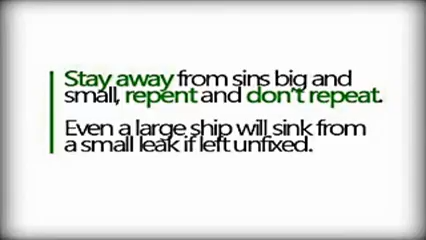 Stay away from sins big and
small, repent and don't repeat.
Even a large ship will sink from
a small leak if left unfixed.